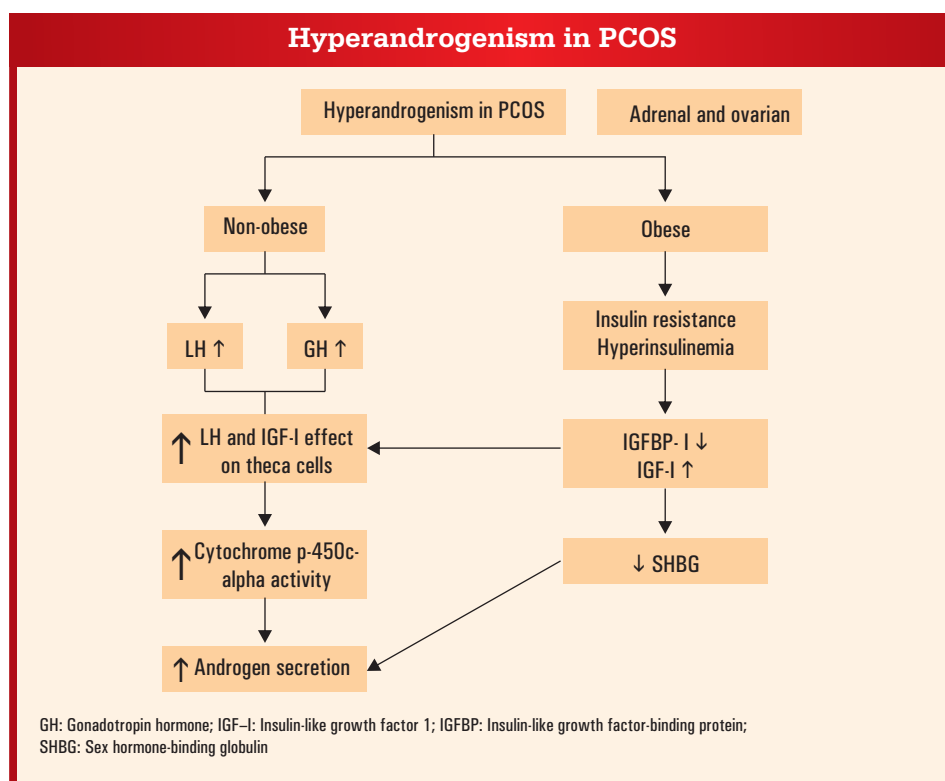 Hyperandrogenism in PCOS
Hyperandrogenism in PCOS
Adrenal and ovarian
Non-obese
Obese
LH ↑
GH ↑
Insulin resistance
Hyperinsulinemia
↑ LH and IGF-I effect
on theca cells
IGFBP- I ↓
IGF-I ↑
↑ Cytochrome p-450c-
alpha activity
↓ SHBG
↑ Androgen secretion
GH: Gonadotropin hormone; IGF–I: Insulin-like growth factor 1; IGFBP: Insulin-like growth factor-binding protein;
SHBG: Sex hormone-binding globulin